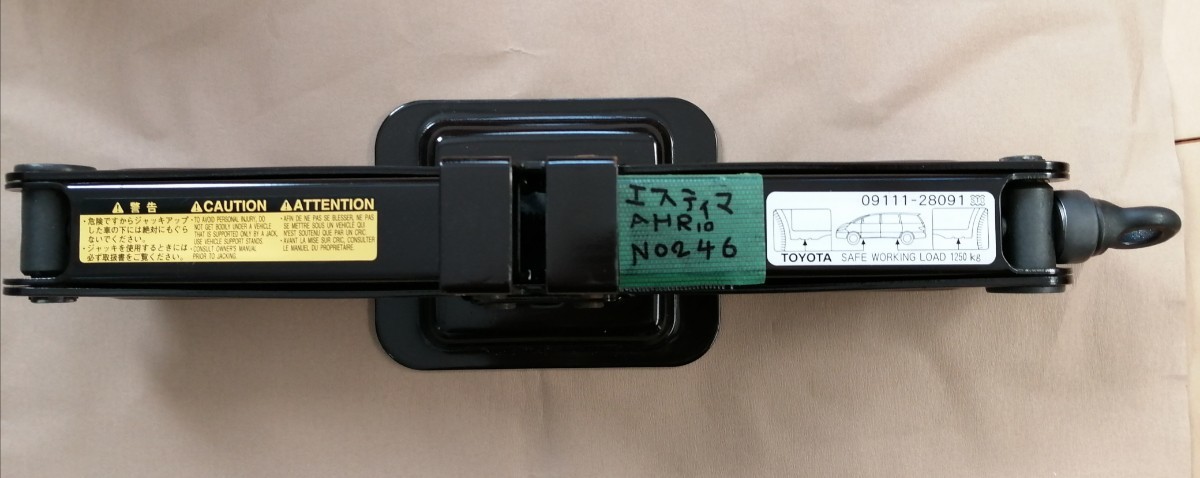 警告
・危険ですからジャッキアップ
した車の下には絶対にもぐら
ないでください。
・ジャッキを使用するときには
必ず取扱書をご覧ください。
CAUTION
・TO AVOID PERSONAL INJURY, DO
NOT GET BODILY UNDER A VEHICLE
THAT IS SUPPORTED ONLY BY A JACK,
USE VEHICLE SUPPORT STANDS.
・CONSULT OWNER'S MANUAL
PRIOR TO JACKING.
ATTENTION
・AFIN DE NE PAS SE BLESSER, NE PAS
SE METTRE SOUS UN VEHICULE QUI
N'EST SOUTENU QUE PAR UN CRIC.
・AVANT LA MISE SUR CRIC, CONSULTER
LE MANUEL DU PROPRIETAIRE.
エスティマ
AHR10
NO246
09111-28091
TOYOTA SAFE WORKING LOAD 1250 kg